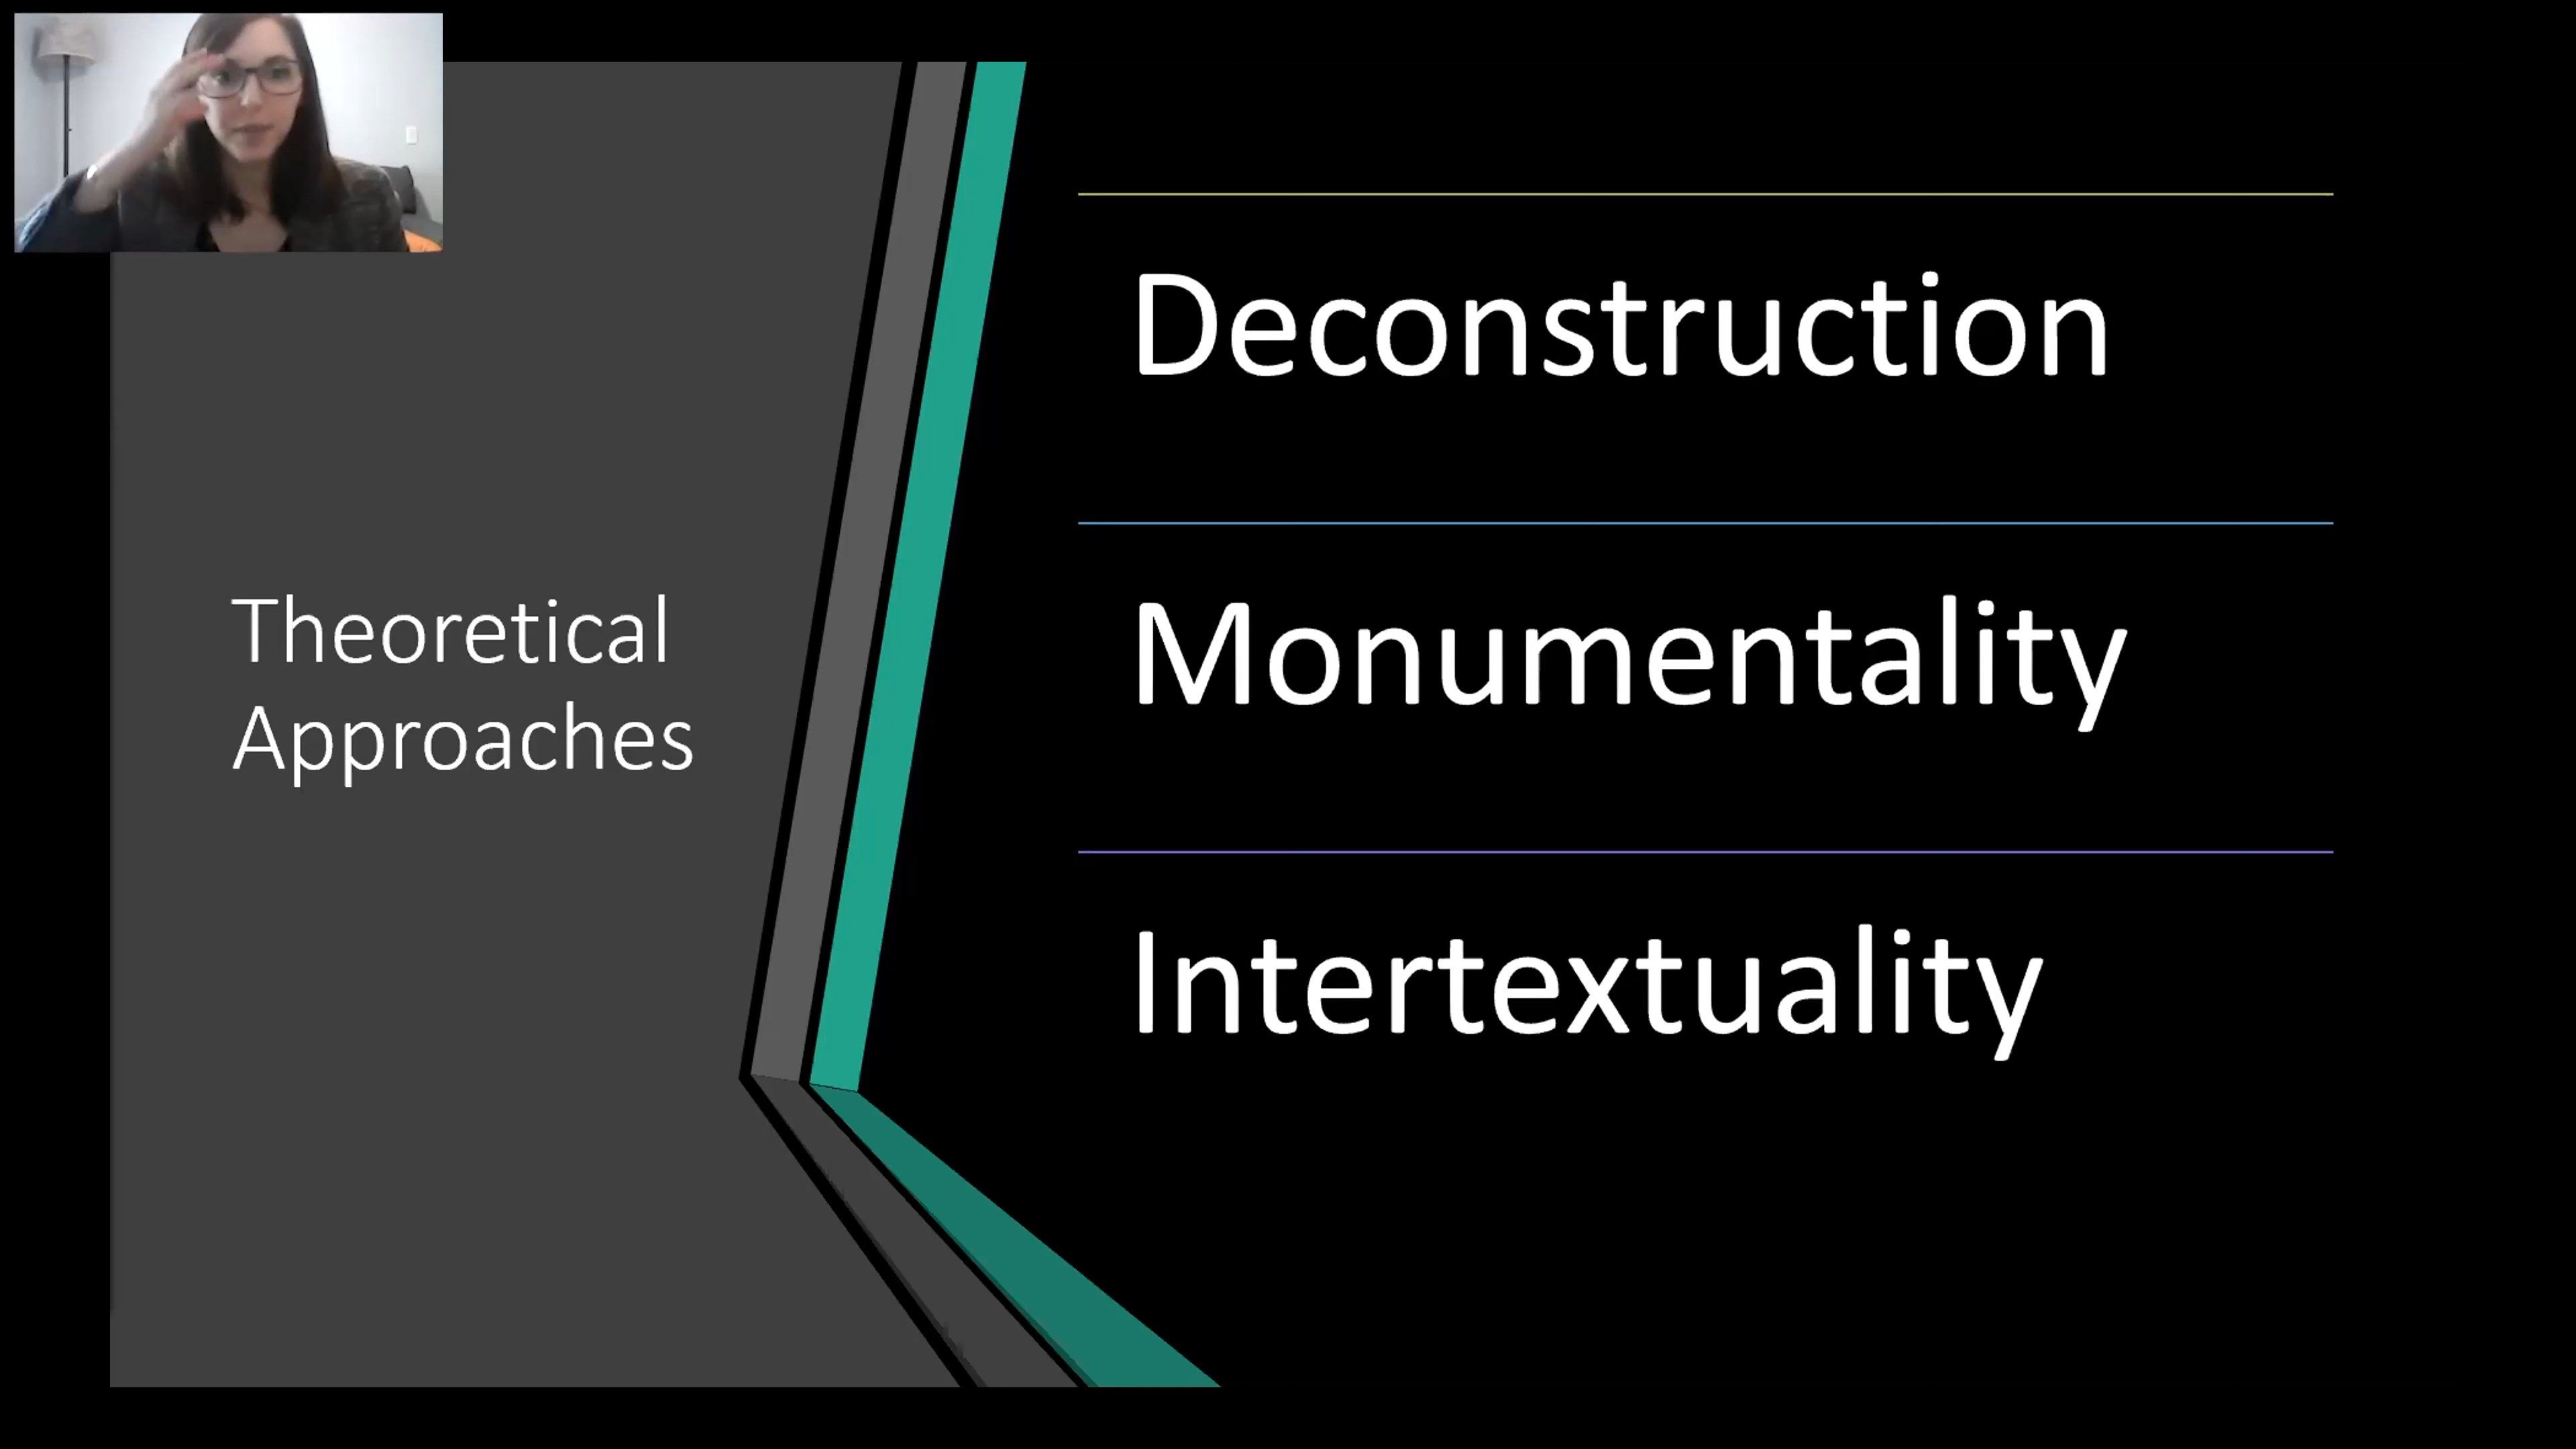 Theoretical
Approaches
Deconstruction
Monumentality
Intertextuality